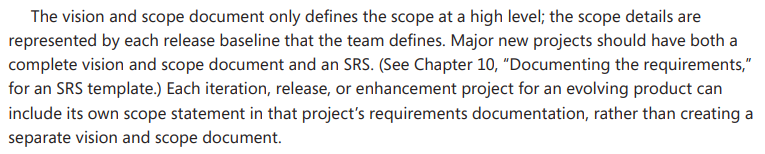 The vision and scope document only defines the scope at a high level; the scope details are
represented by each release baseline that the team defines. Major new projects should have both a
complete vision and scope document and an SRS. (See Chapter 10, “Documenting the requirements,”
for an SRS template.) Each iteration, release, or enhancement project for an evolving product can
include its own scope statement in that project’s requirements documentation, rather than creating a
separate vision and scope document.